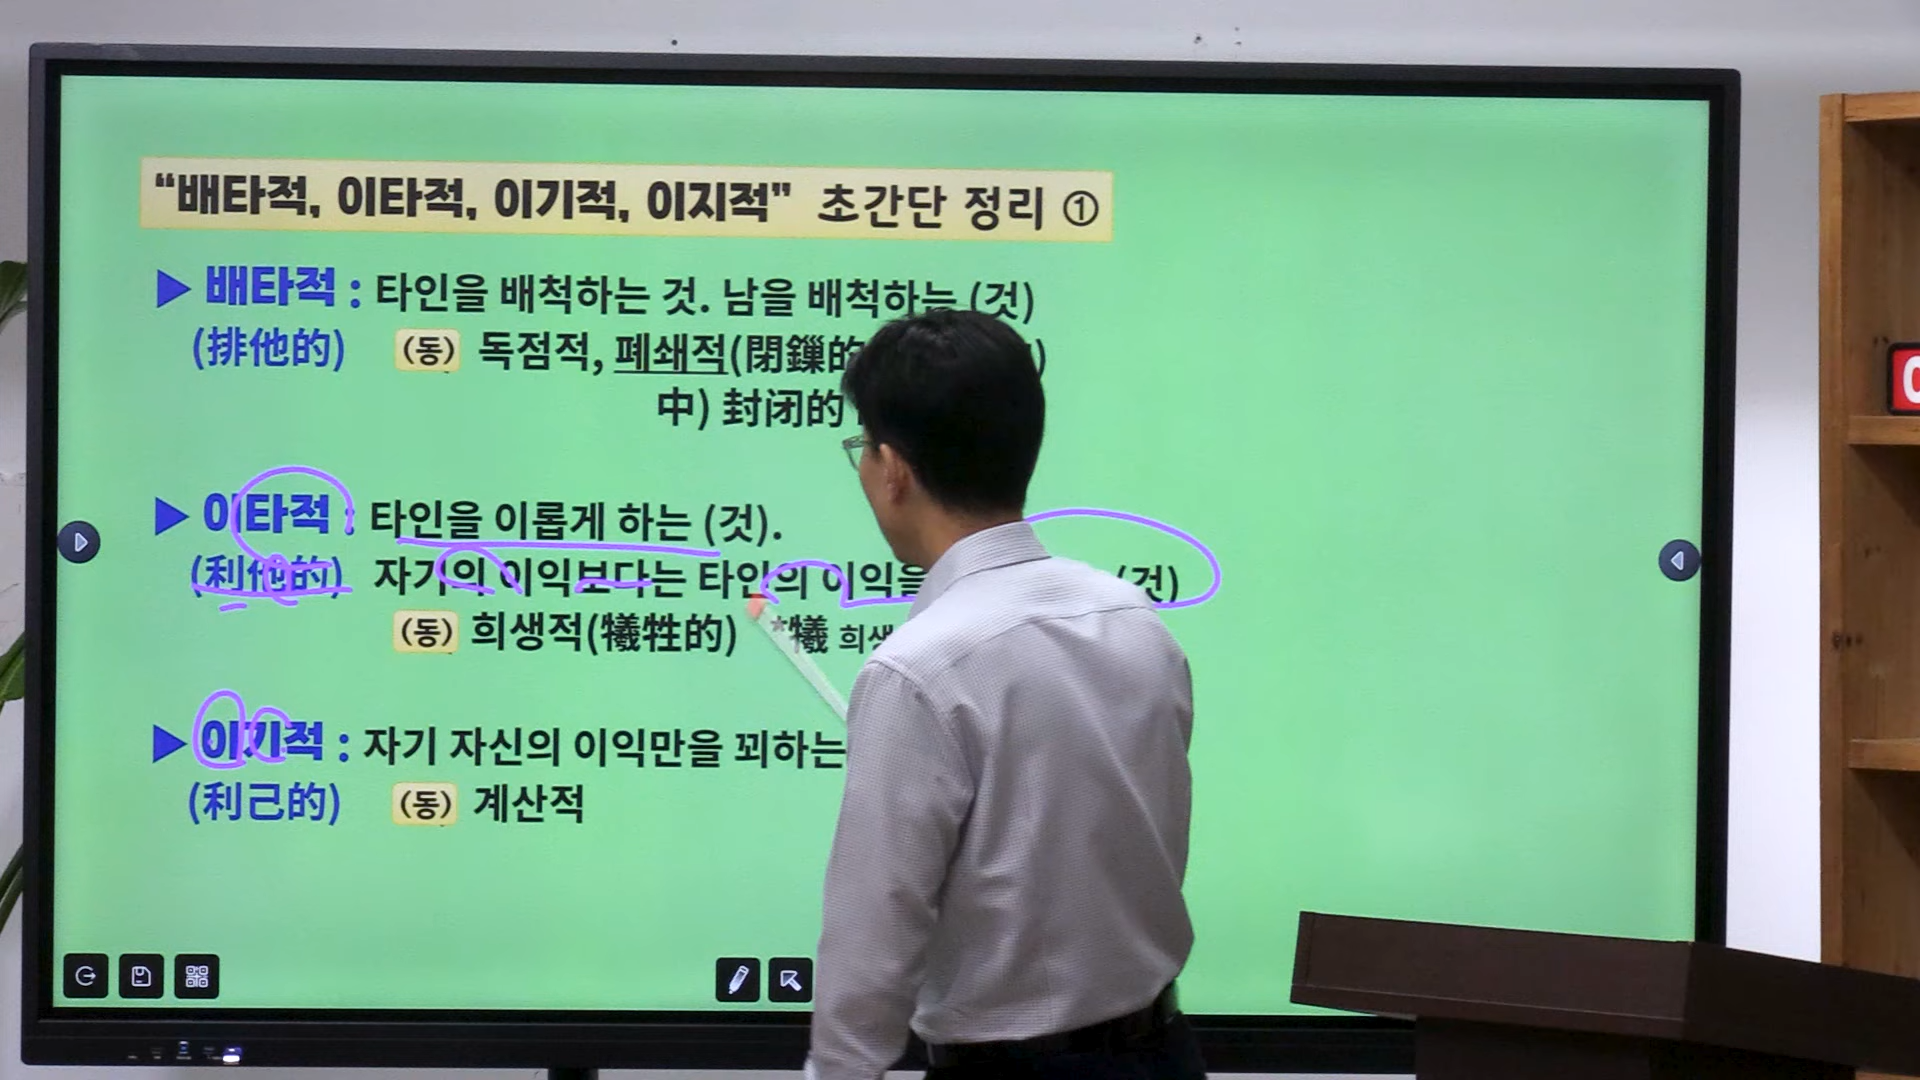 “배타적, 이타적, 이기적, 이지적” 초간단 정리 ①
▶ 배타적 : 타인을 배척하는 것. 남을 배척하는 (것)
(排他的) (동) 독점적, 폐쇄적(閉鏁的 )
中) 封闭的
▶ 이타적 : 타인을 이롭게 하는 (것).
(利他的) 자기의 이익보다는 타인의 이익을 (것)
(동) 희생적(犧牲的) *犧 희생
▶ 이기적 : 자기 자신의 이익만을 꾀하는
(利己的) (동) 계산적